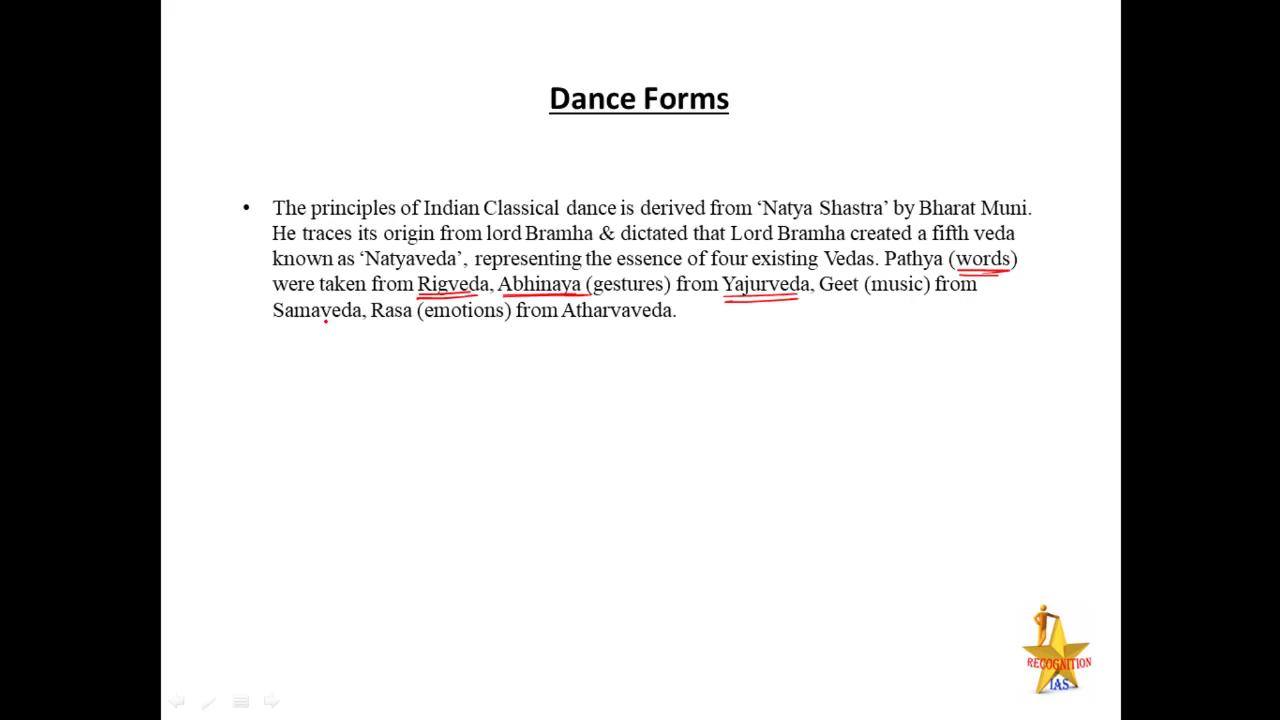 Dance Forms
• The principles of Indian Classical dance is derived from ‘Natya Shastra’ by Bharat Muni.
He traces its origin from lord Bramha & dictated that Lord Bramha created a fifth veda
known as ‘Natyaveda’, representing the essence of four existing Vedas. Pathya (words)
were taken from Rigveda, Abhinaya (gestures) from Yajurveda, Geet (music) from
Samaveda, Rasa (emotions) from Atharvaveda.
RECOGNITION
IAS